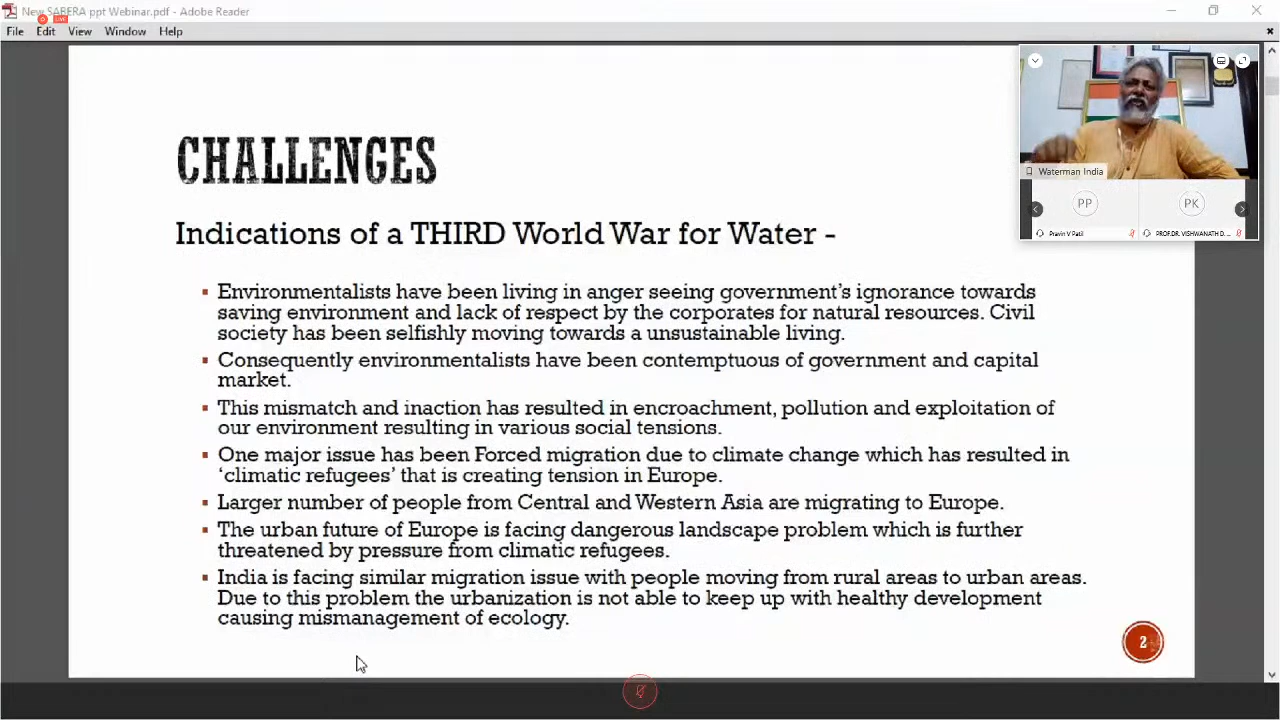 New SABERA ppt Webinar.pdf - Adobe Reader
LIVE
File Edit View Window Help
CHALLENGES
Indications of a THIRD World War for Water -
Environmentalists have been living in anger seeing government's ignorance towards
saving environment and lack of respect by the corporates for natural resources. Civil
society has been selfishly moving towards a unsustainable living.
Consequently environmentalists have been contemptuous of government and capital
market.
This mismatch and inaction has resulted in encroachment, pollution and exploitation of
our environment resulting in various social tensions.
One major issue has been Forced migration due to climate change which has resulted in
‘climatic refugees’ that is creating tension in Europe.
Larger number of people from Central and Western Asia are migrating to Europe.
The urban future of Europe is facing dangerous landscape problem which is further
threatened by pressure from climatic refugees.
India is facing similar migration issue with people moving from rural areas to urban areas.
Due to this problem the urbanization is not able to keep up with healthy development
causing mismanagement of ecology.
2
Waterman India
PP PK
Pravin V Patil PROF.DR. VISHWANATH D...